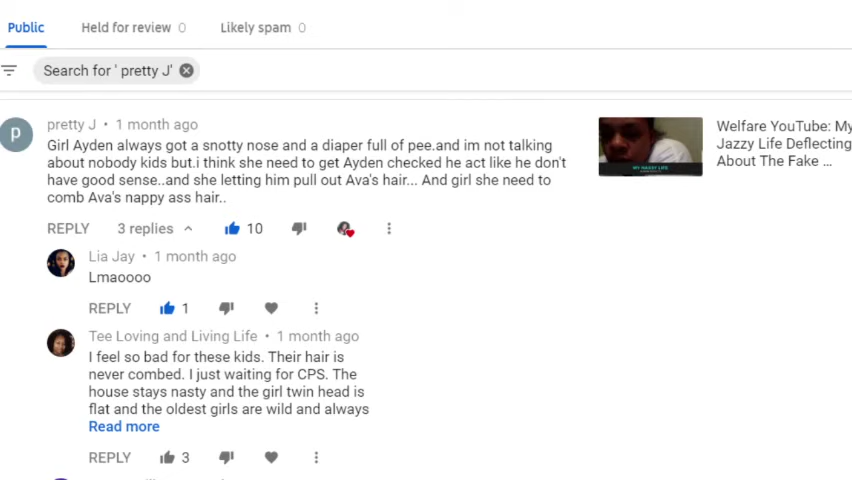 Public Held for review 0 Likely spam 0
Search for ' pretty J'
p
pretty J • 1 month ago
Girl Ayden always got a snotty nose and a diaper full of pee.and im not talking
about nobody kids but.i think she need to get Ayden checked he act like he don't
have good sense..and she letting him pull out Ava's hair... And girl she need to
comb Ava's nappy ass hair..
REPLY 3 replies 10
Welfare YouTube: My
Jazzy Life Deflecting
About The Fake ...
Lia Jay • 1 month ago
Lmaoooo
REPLY 1
Tee Loving and Living Life • 1 month ago
I feel so bad for these kids. Their hair is
never combed. I just waiting for CPS. The
house stays nasty and the girl twin head is
flat and the oldest girls are wild and always
Read more
REPLY 3